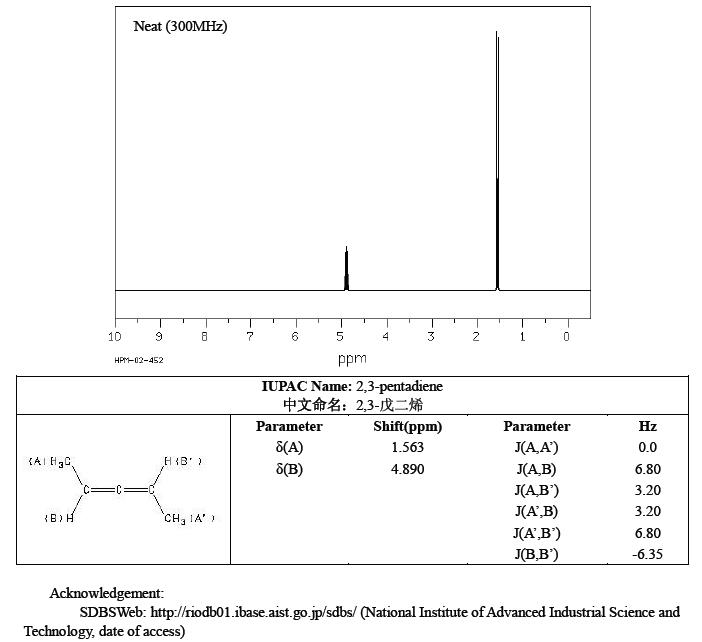 Neat (300MHz)
10 9 8 7 6 5 4 3 2 1 0
HPM-02-452
ppm
IUPAC Name: 2,3-pentadiene
中文命名：2,3-戊二烯
Parameter Shift(ppm) Parameter Hz
δ(A) 1.563 J(A,A’) 0.0
δ(B) 4.890 J(A,B) 6.80
J(A,B’) 3.20
J(A’,B) 3.20
J(A’,B’) 6.80
J(B,B’) -6.35
(A)H3C H(B')
C C C
(B)H CH3(A')
Acknowledgement:
SDBSWeb: http://riodb01.ibase.aist.go.jp/sdbs/ (National Institute of Advanced Industrial Science and
Technology, date of access)